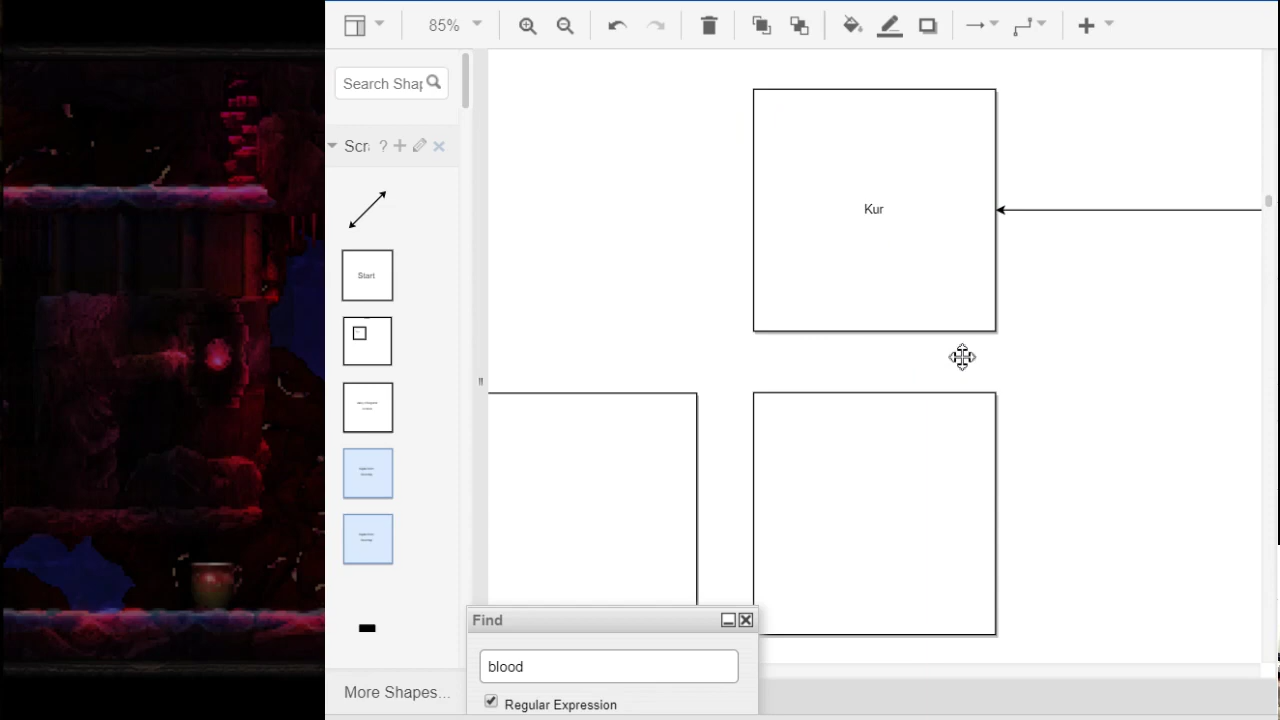 85%
Search Shap
Scr
?
Start
Kur
Find
blood
Regular Expression
More Shapes...